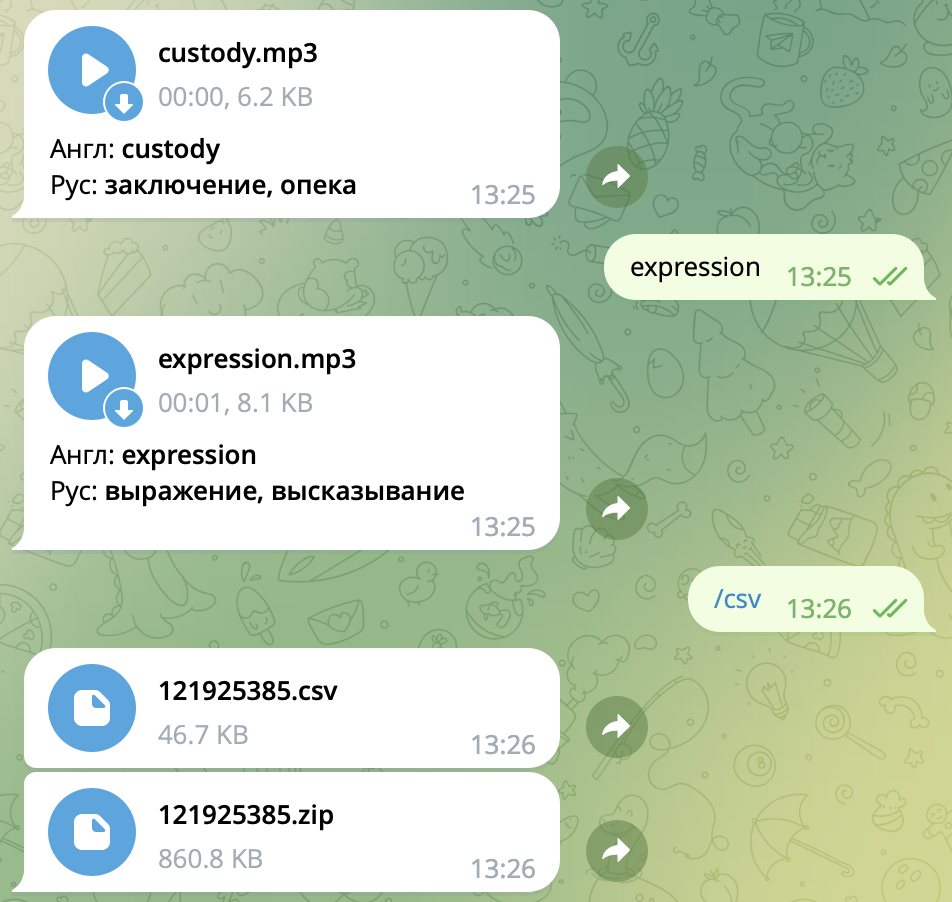 custody.mp3
00:00, 6.2 KB
Англ: custody
Рус: заключение, опека
13:25
expression 13:25
expression.mp3
00:01, 8.1 KB
Англ: expression
Рус: выражение, высказывание
13:25
/csv 13:26
121925385.csv
46.7 KB
13:26
121925385.zip
860.8 KB
13:26